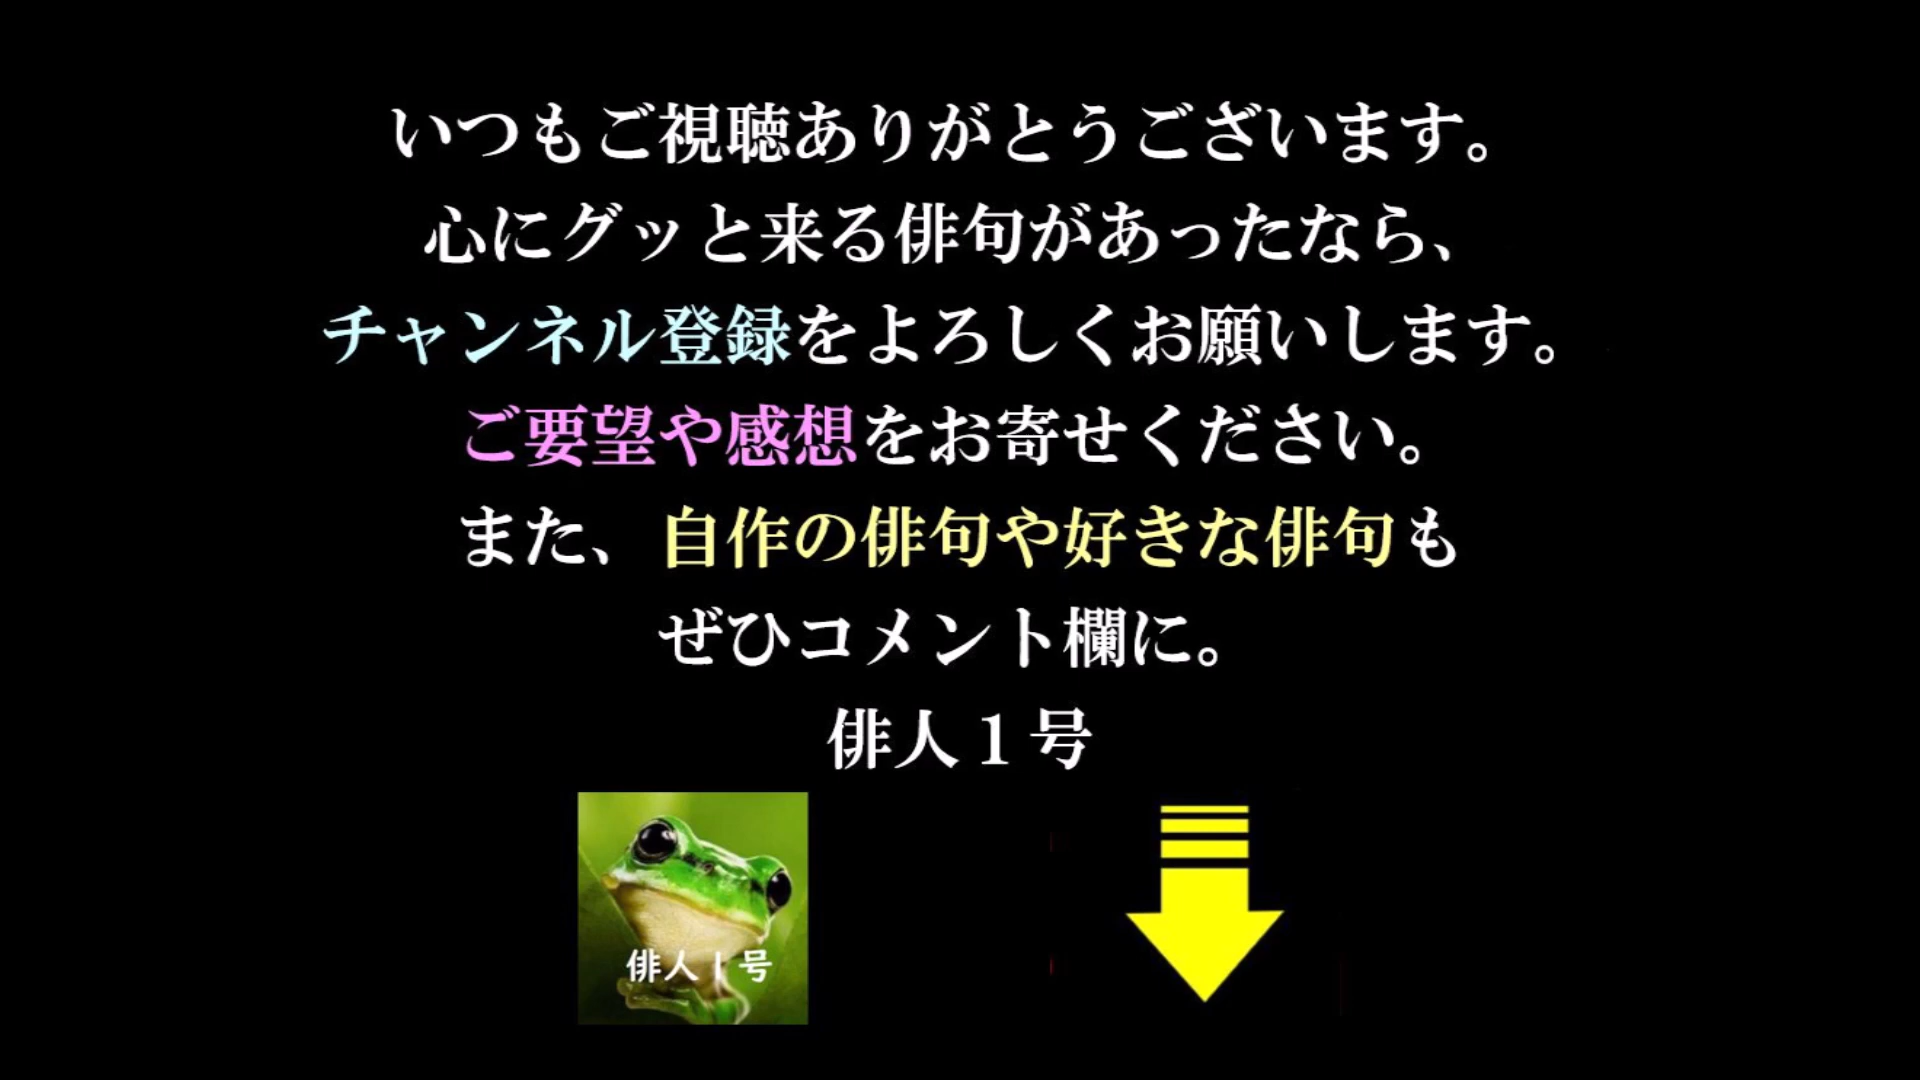 いつもご視聴ありがとうございます。
心にグッと来る俳句があったなら、
チャンネル登録をよろしくお願いします。
ご要望や感想をお寄せください。
また、自作の俳句や好きな俳句も
ぜひコメント欄に。
俳人１号
俳人１号